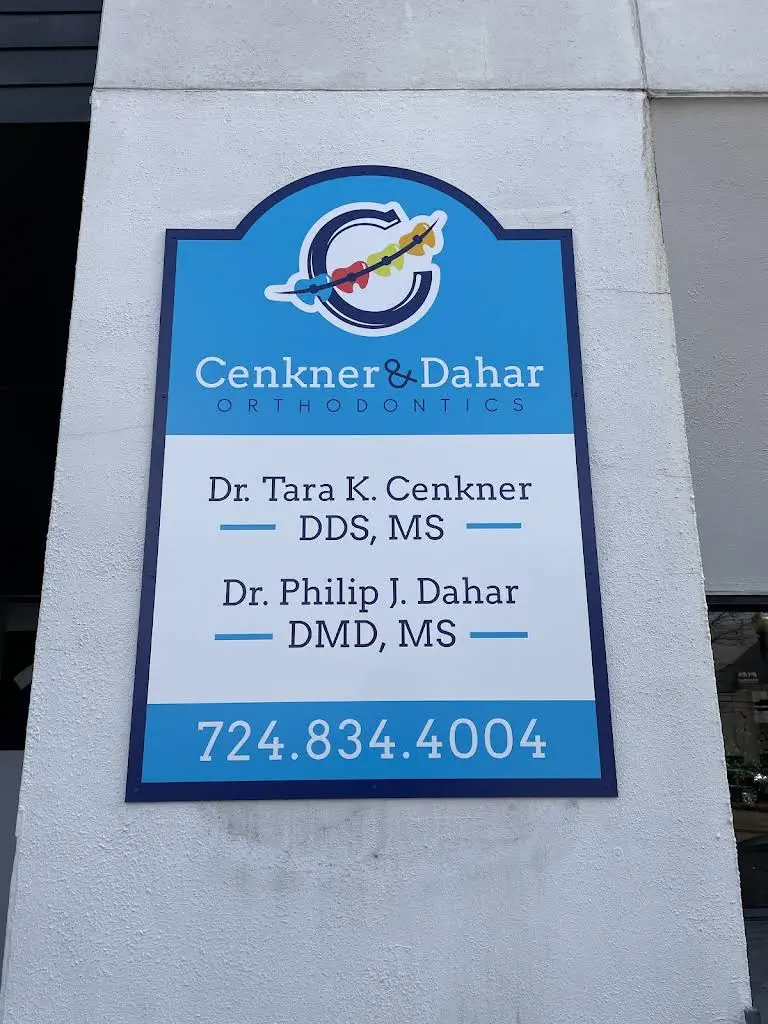 C
Cenkner & Dahar
ORTHODONTICS
Dr. Tara K. Cenkner
DDS, MS
Dr. Philip J. Dahar
DMD, MS
724.834.4004